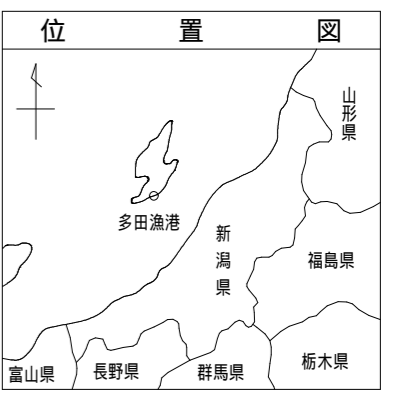 位置図
山形県
多田漁港
新潟県
福島県
富山県
長野県
群馬県
栃木県